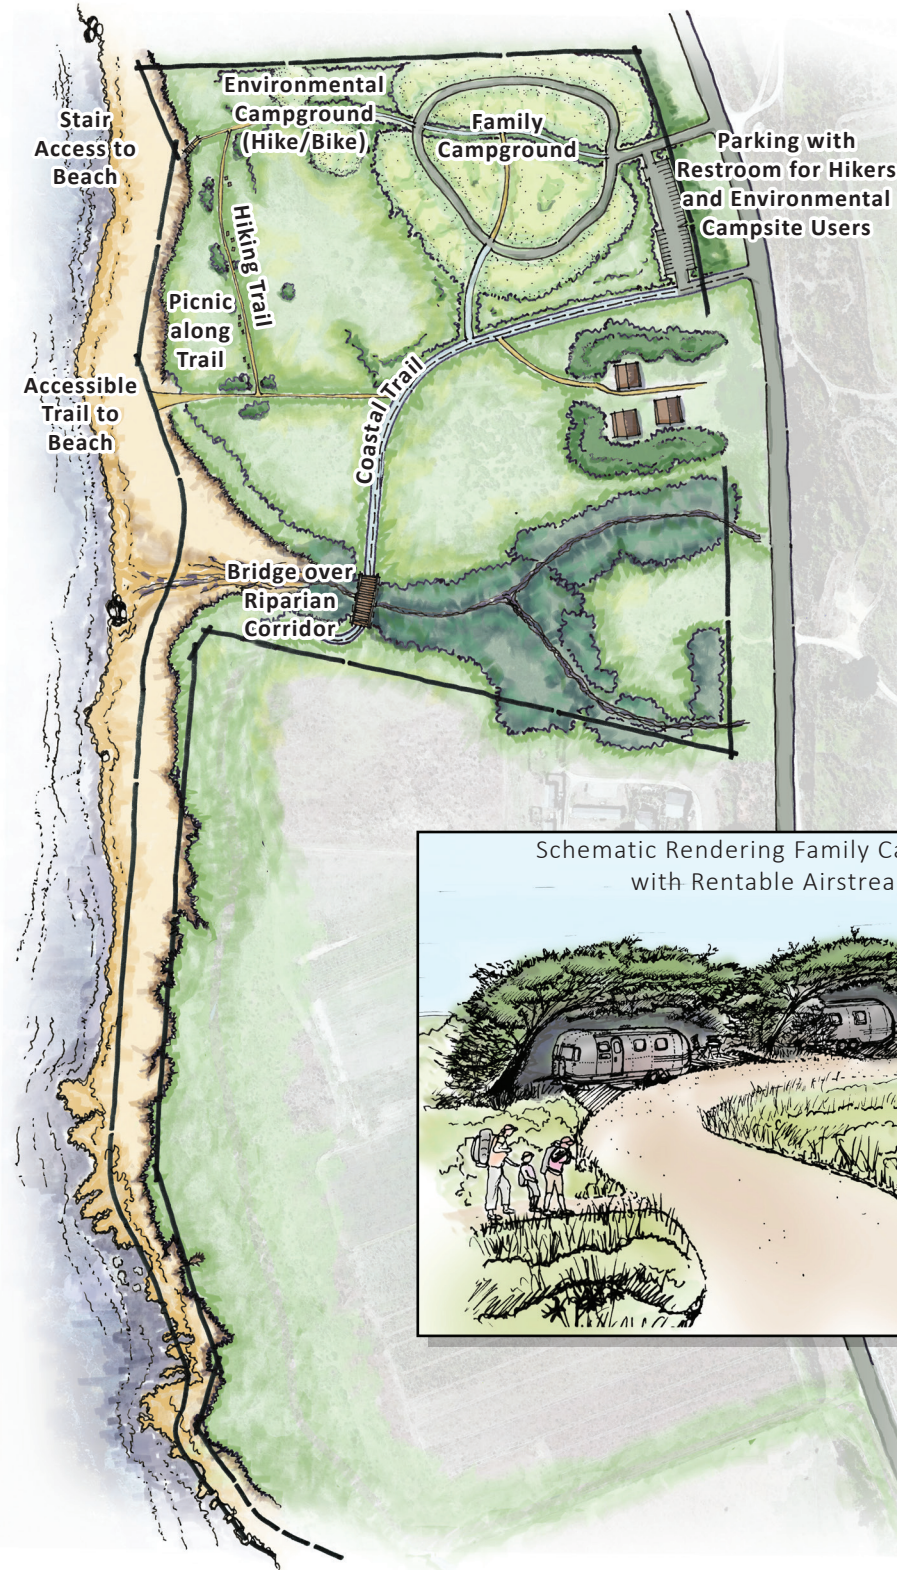 Environmental
Campground
(Hike/Bike)
Family
Campground
Stair
Access to
Beach
Parking with
Restroom for Hikers
and Environmental
Campsite Users
Hiking Trail
Picnic
along
Trail
Accessible
Trail to
Beach
Coastal Trail
Bridge over
Riparian
Corridor
Schematic Rendering Family Ca
with Rentable Airstrea